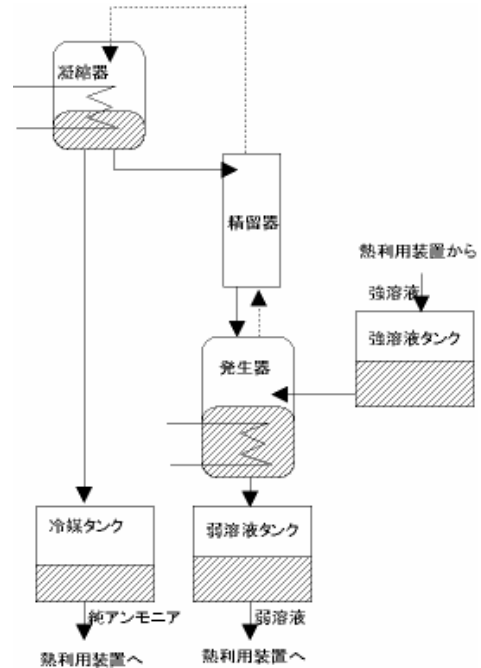 凝縮器
精留器
熱利用装置から
強溶液
強溶液タンク
発生器
冷媒タンク
弱溶液タンク
純アンモニア
弱溶液
熱利用装置へ
熱利用装置へ